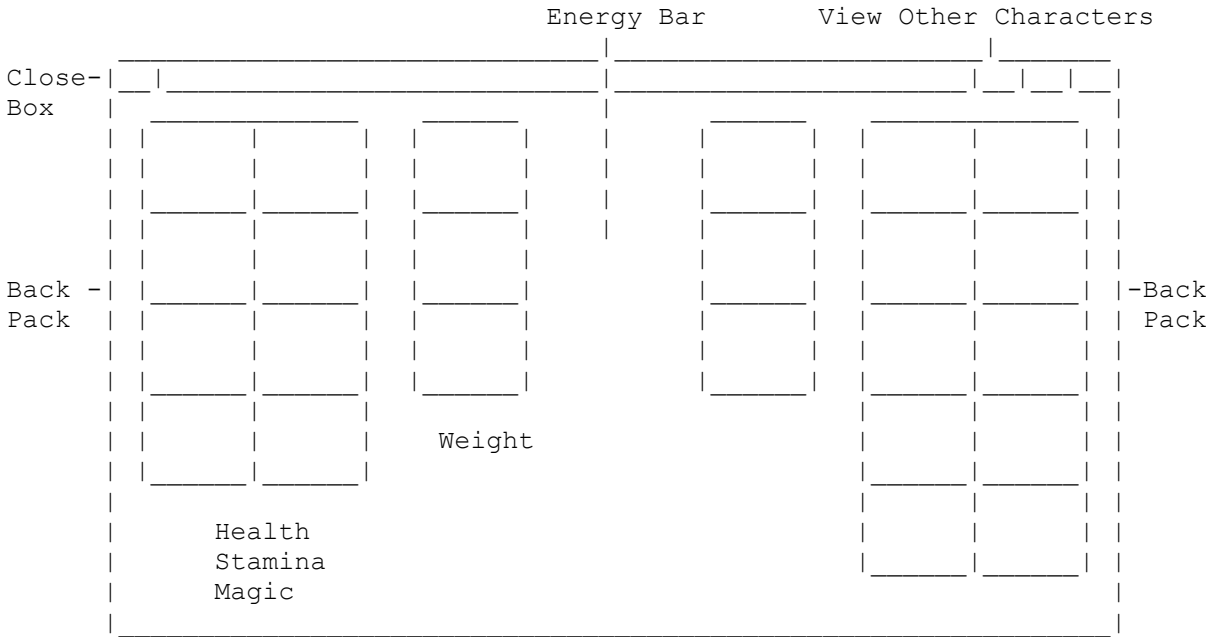 Energy Bar View Other Characters
Close-
Box
Back - -Back
Pack Pack
Weight
Health
Stamina
Magic